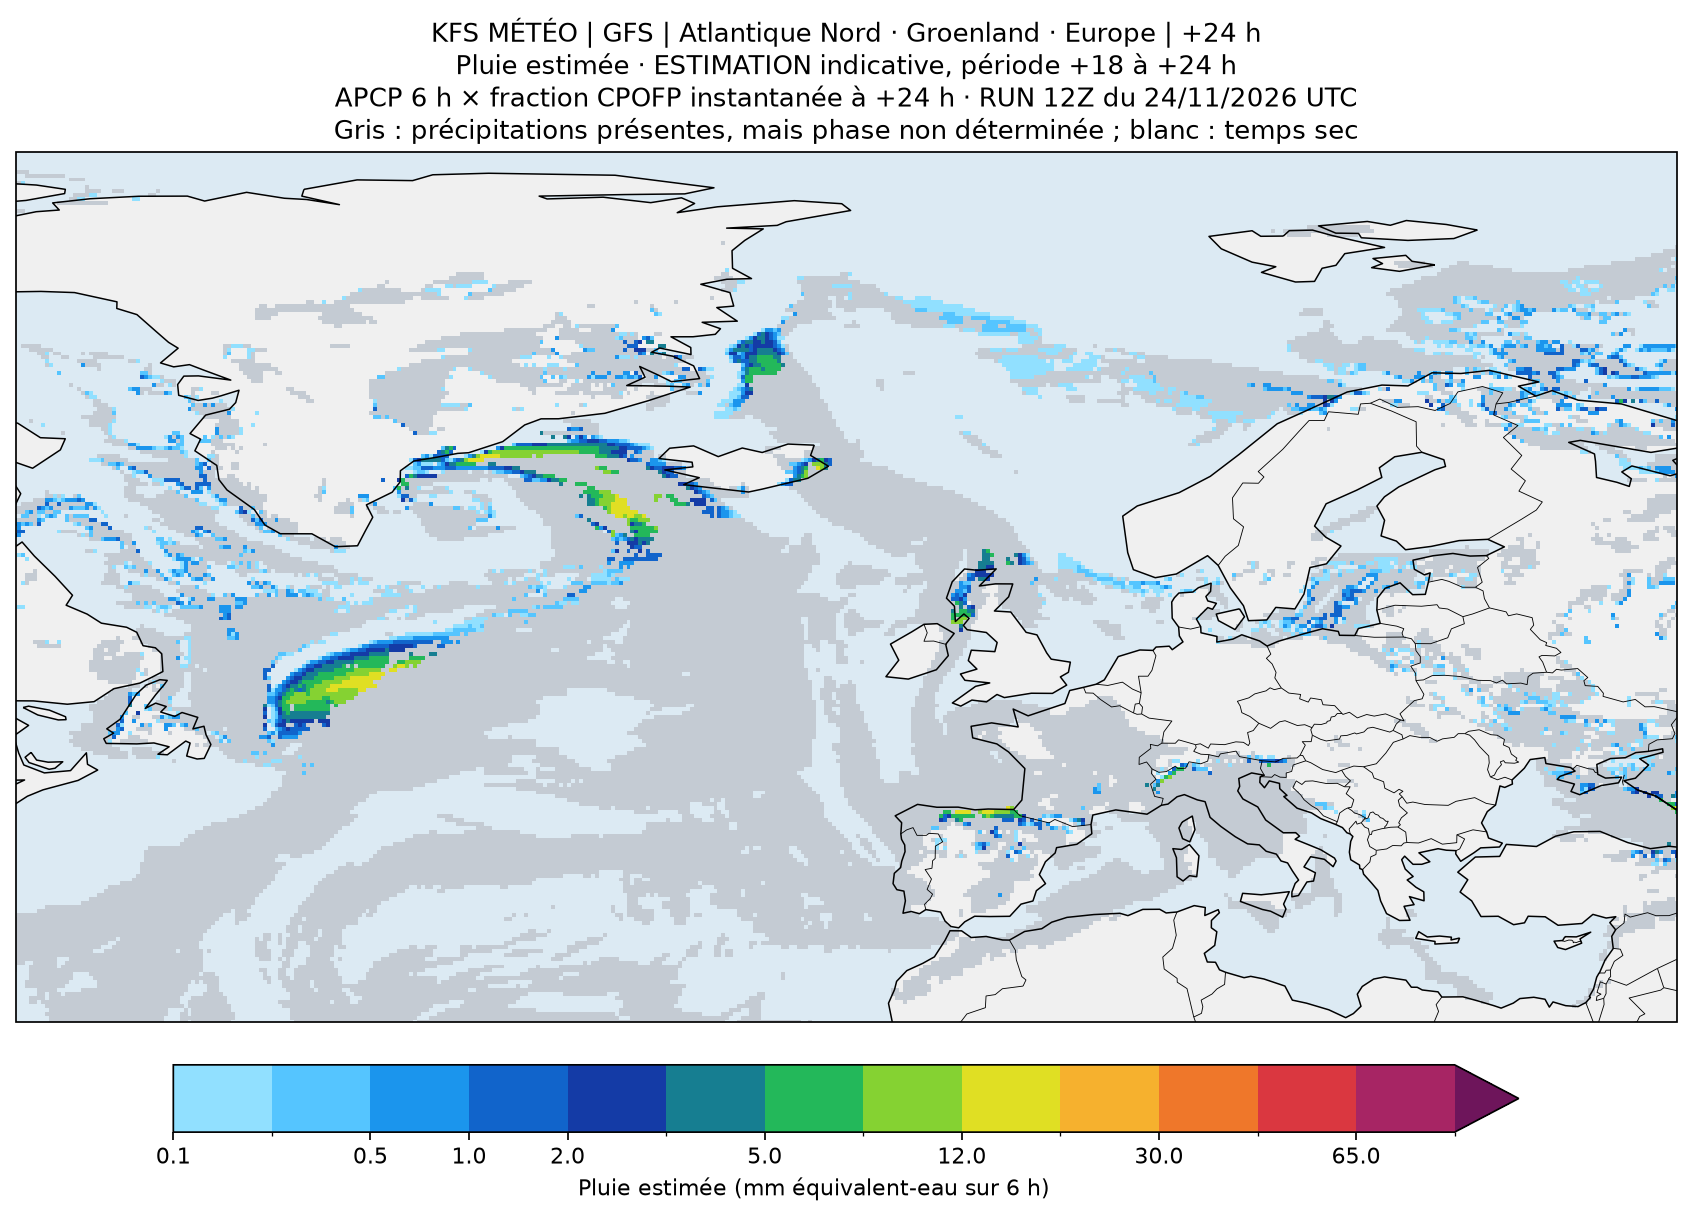 KFS MÉTÉO | GFS | Atlantique Nord · Groenland · Europe | +24 h
Pluie estimée · ESTIMATION indicative, période +18 à +24 h
APCP 6 h × fraction CPOFP instantanée à +24 h · RUN 12Z du 24/11/2026 UTC
Gris : précipitations présentes, mais phase non déterminée ; blanc : temps sec
0.1 0.5 1.0 2.0 5.0 12.0 30.0 65.0
Pluie estimée (mm équivalent-eau sur 6 h)